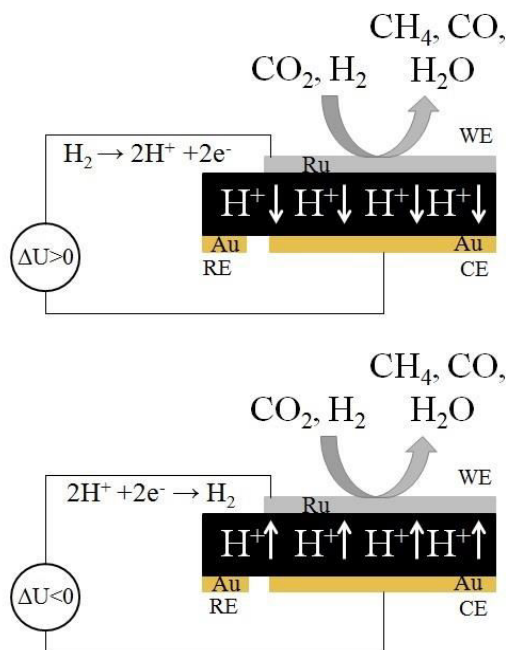 CH₄, CO,
CO₂, H₂ H₂O
WE
H₂ → 2H⁺ +2e⁻
Ru
H⁺↓ H⁺↓ H⁺↓ H⁺↓
ΔU>0
Au Au
RE CE
CH₄, CO,
CO₂, H₂ H₂O
WE
2H⁺ +2e⁻ → H₂
Ru
H⁺↑ H⁺↑ H⁺↑ H⁺↑
ΔU<0
Au Au
RE CE